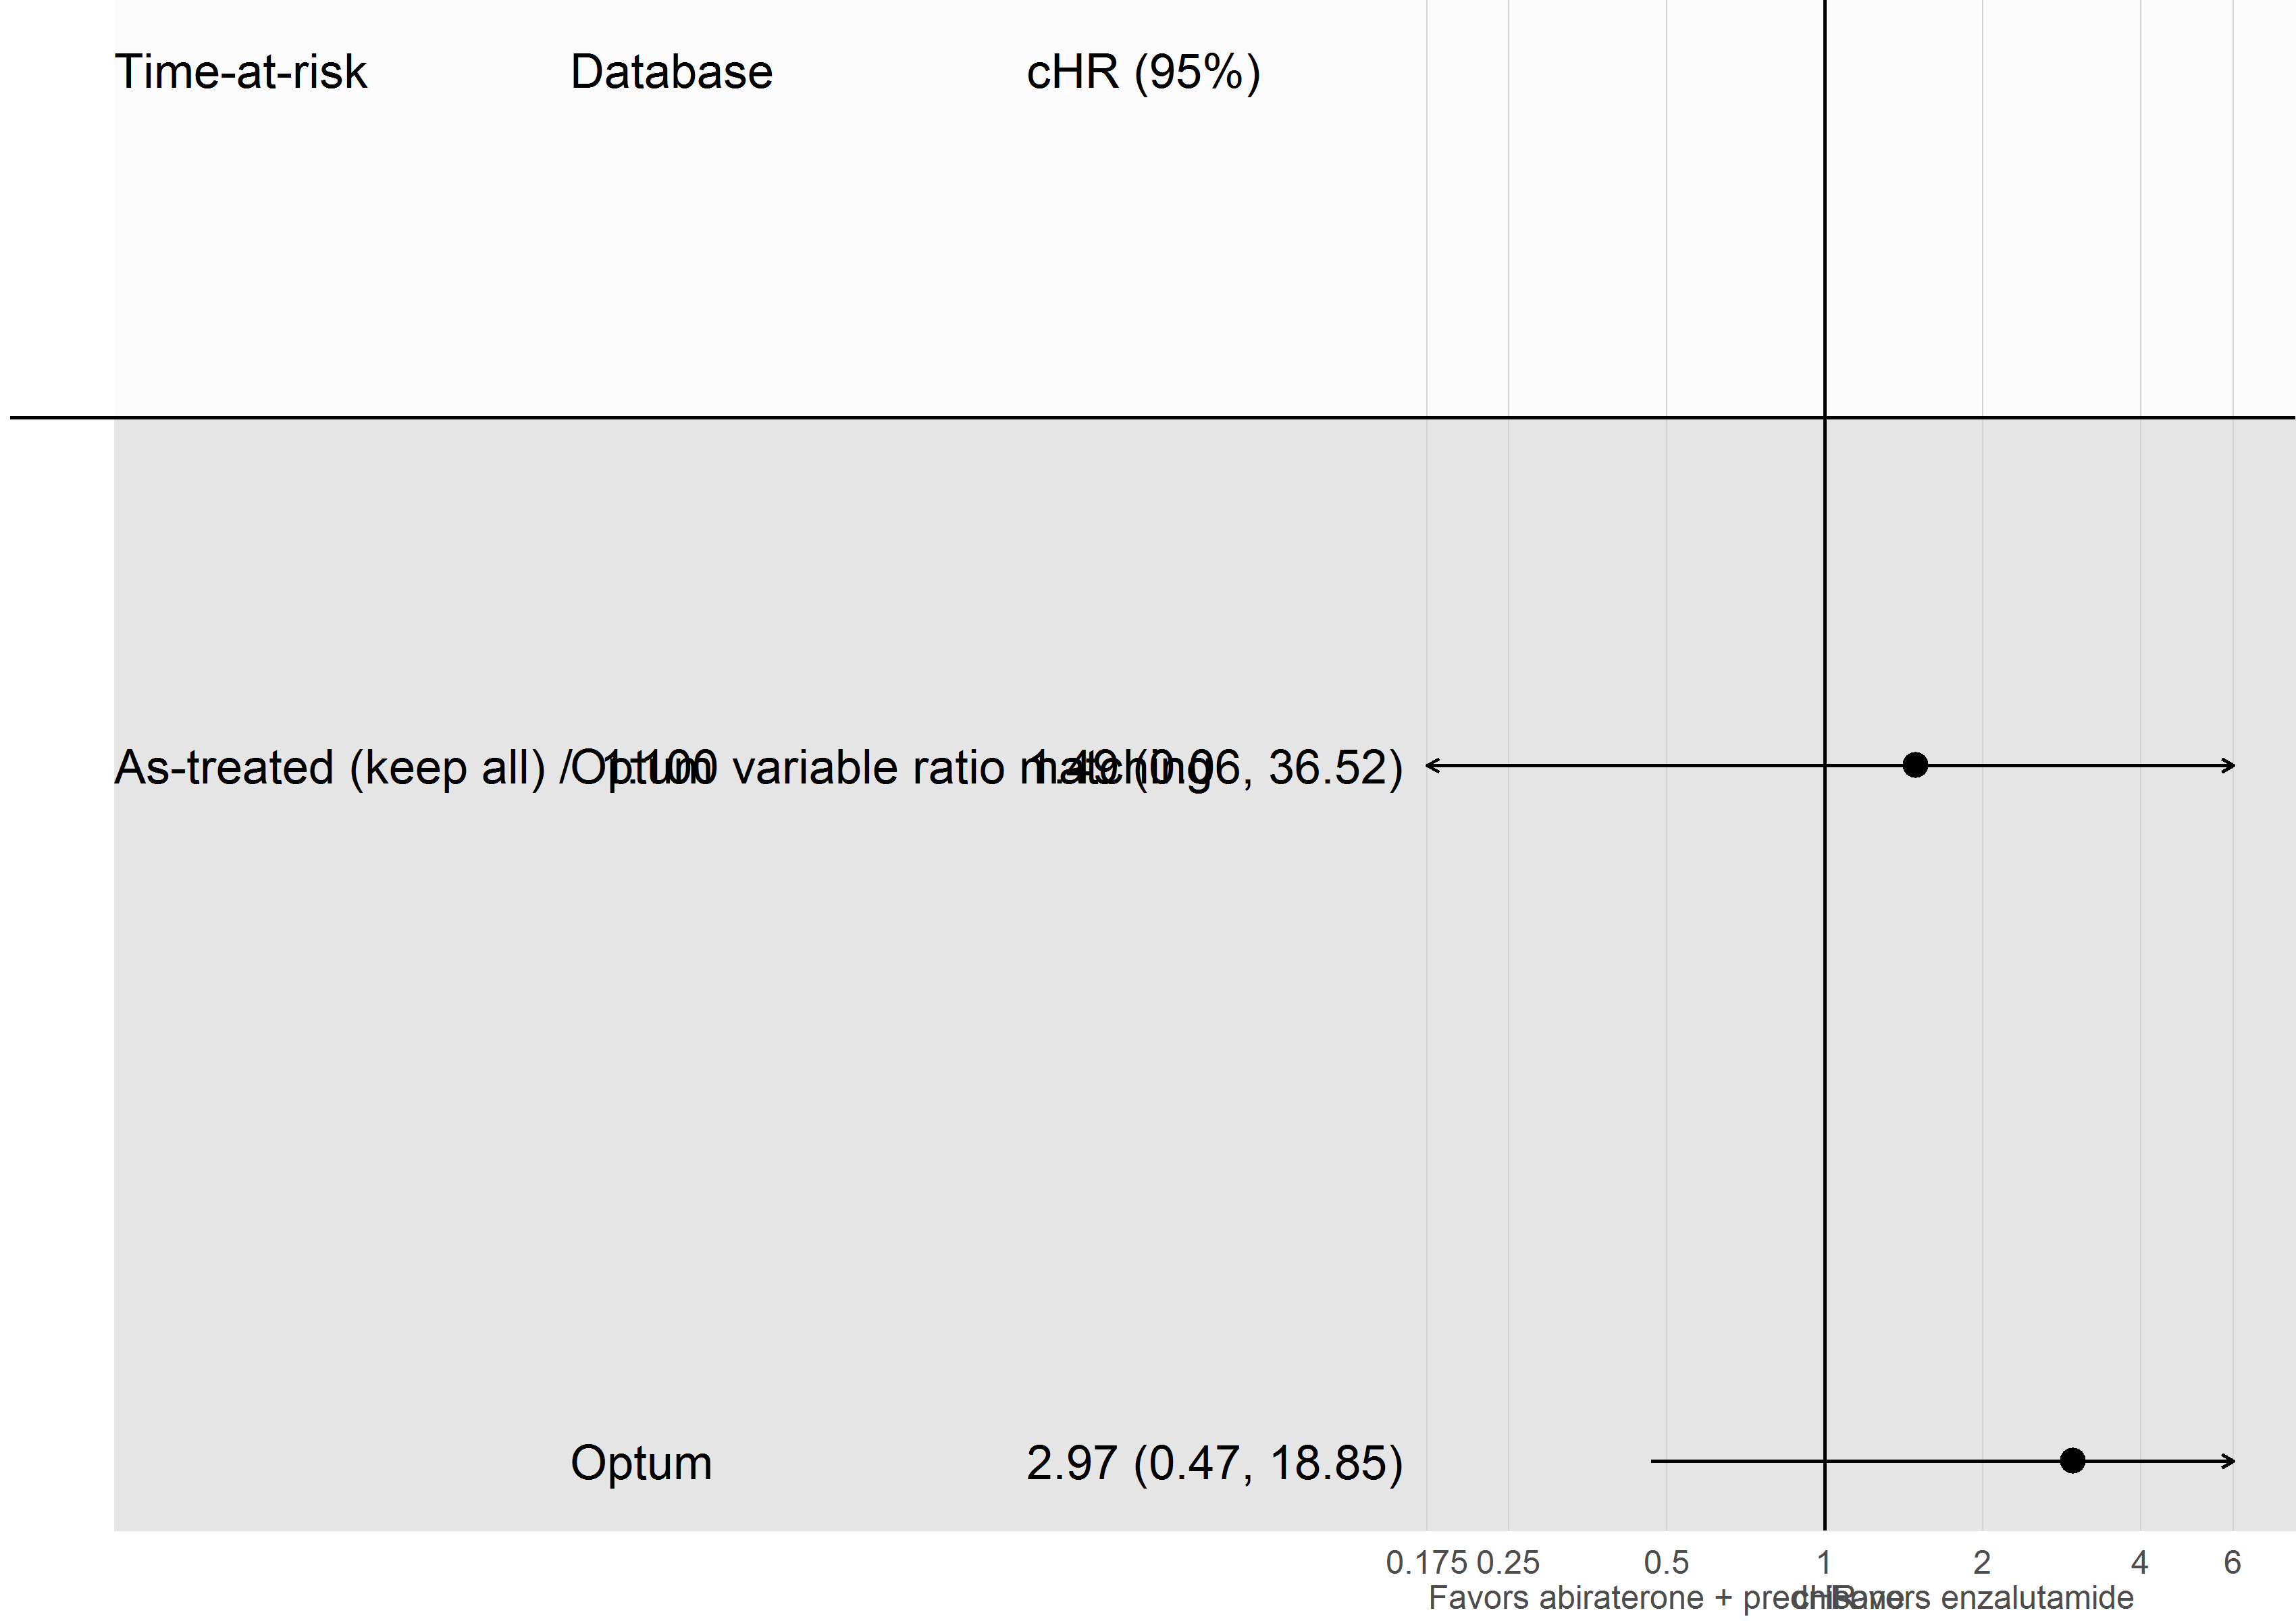 Time-at-risk Database cHR (95%)
As-treated (keep all) / 1:100 variable ratio matching Optum 1.49 (0.06, 36.52)
Optum 2.97 (0.47, 18.85)
0.175 0.25 0.5 1 2 4 6
Favors abiraterone + prednisone cHR Favors enzalutamide